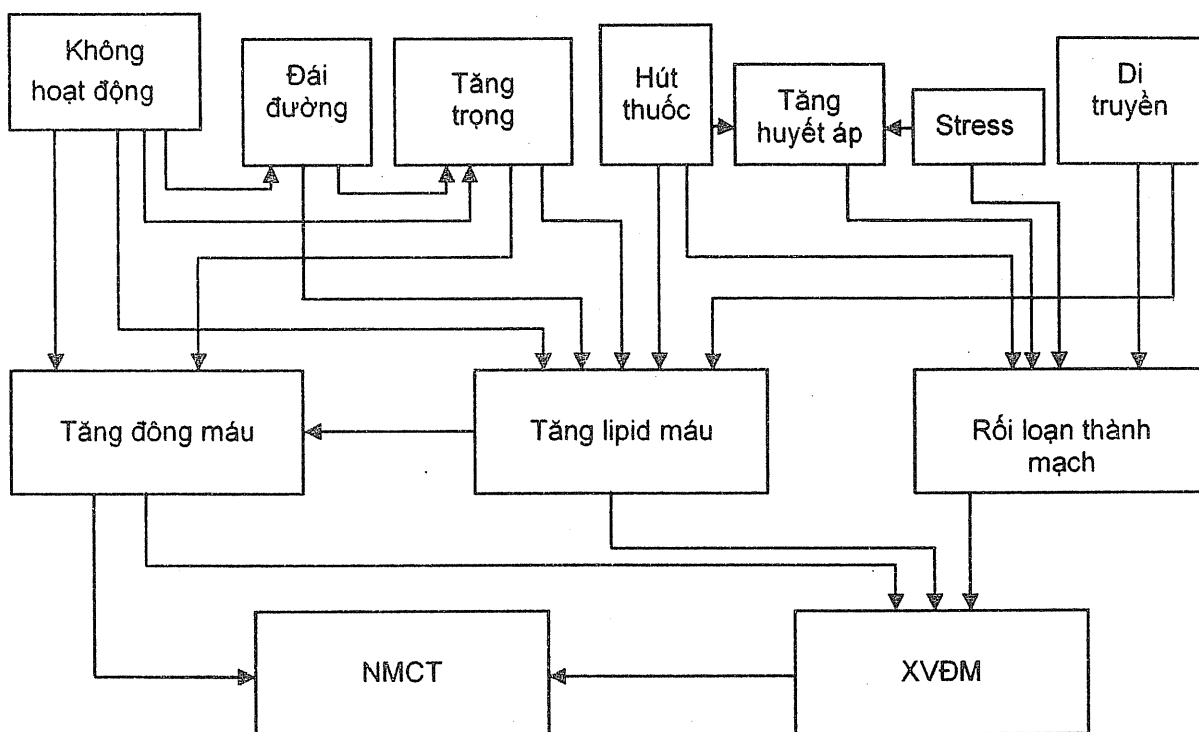 Không
hoạt động
Đái
đường
Tăng
trọng
Hút
thuốc
Tăng
huyết áp
Stress
Di
truyền
Tăng đông máu
Tăng lipid máu
Rối loạn thành
mạch
NMCT
XVĐM